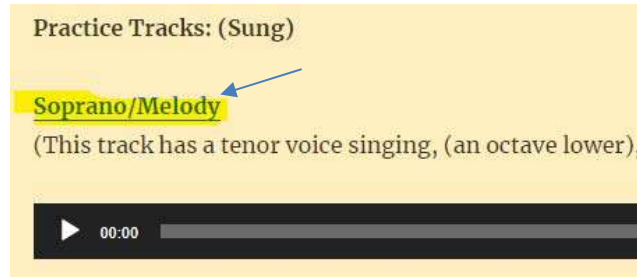 Practice Tracks: (Sung)
Soprano/Melody
(This track has a tenor voice singing, (an octave lower),
00:00